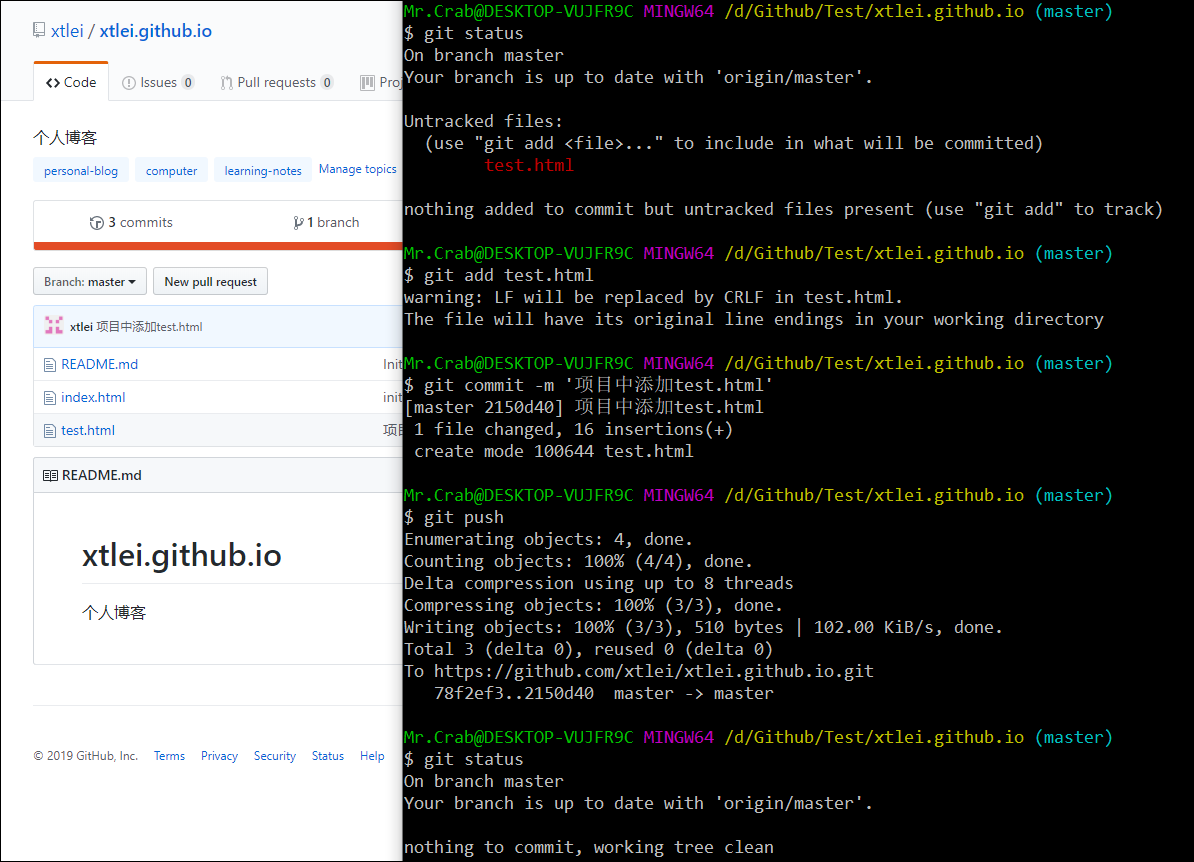 xtlei / xtlei.github.io
Code Issues 0 Pull requests 0
个人博客
personal-blog computer learning-notes Manage topics
3 commits 1 branch
Branch: master New pull request
xtlei 项目中添加test.html
README.md
index.html
test.html
README.md
xtlei.github.io
个人博客
© 2019 GitHub, Inc. Terms Privacy Security Status Help
Mr.Crab@DESKTOP-VUJFR9C MINGW64 /d/Github/Test/xtlei.github.io (master)
$ git status
On branch master
Your branch is up to date with 'origin/master'.
Untracked files:
(use "git add <file>..." to include in what will be committed)
test.html
nothing added to commit but untracked files present (use "git add" to track)
Mr.Crab@DESKTOP-VUJFR9C MINGW64 /d/Github/Test/xtlei.github.io (master)
$ git add test.html
warning: LF will be replaced by CRLF in test.html.
The file will have its original line endings in your working directory
Mr.Crab@DESKTOP-VUJFR9C MINGW64 /d/Github/Test/xtlei.github.io (master)
$ git commit -m '项目中添加test.html'
[master 2150d40] 项目中添加test.html
1 file changed, 16 insertions(+)
create mode 100644 test.html
Mr.Crab@DESKTOP-VUJFR9C MINGW64 /d/Github/Test/xtlei.github.io (master)
$ git push
Enumerating objects: 4, done.
Counting objects: 100% (4/4), done.
Delta compression using up to 8 threads
Compressing objects: 100% (3/3), done.
Writing objects: 100% (3/3), 510 bytes | 102.00 KiB/s, done.
Total 3 (delta 0), reused 0 (delta 0)
To https://github.com/xtlei/xtlei.github.io.git
78f2ef3..2150d40 master -> master
Mr.Crab@DESKTOP-VUJFR9C MINGW64 /d/Github/Test/xtlei.github.io (master)
$ git status
On branch master
Your branch is up to date with 'origin/master'.
nothing to commit, working tree clean